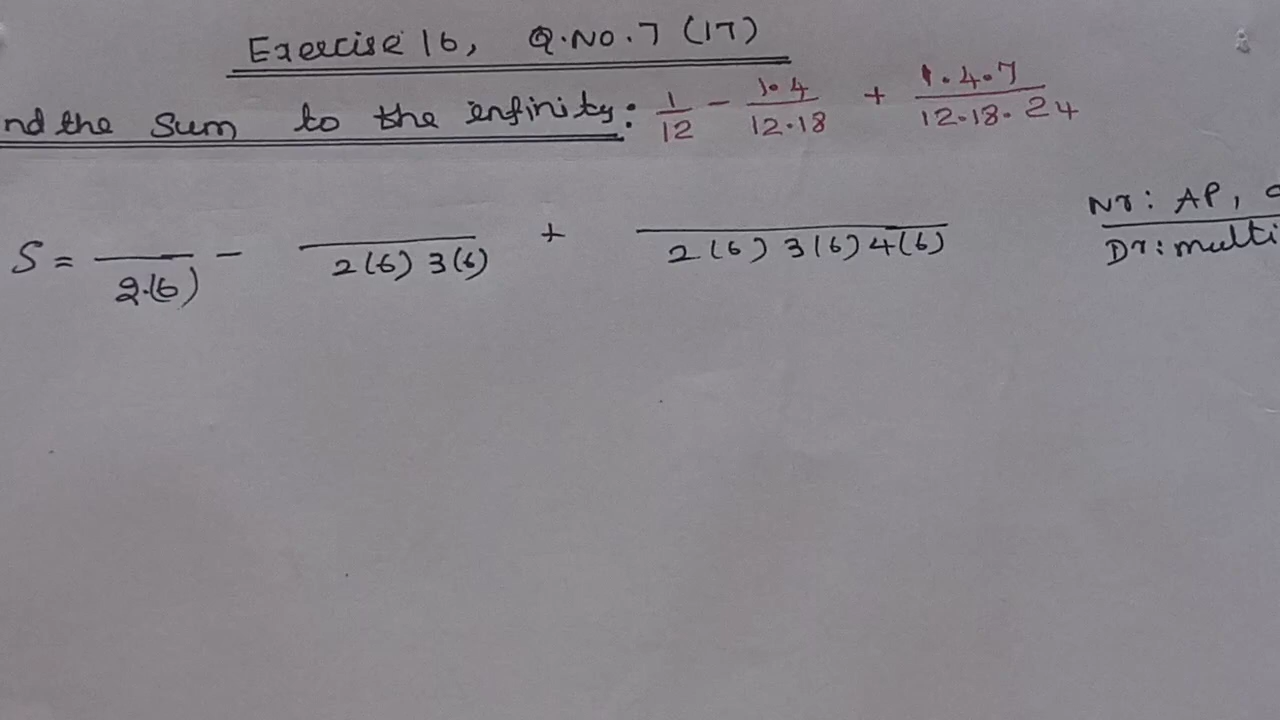 Exercise 16, Q.No.7 (17)
nd the sum to the infinity: 1/12 - 1.4/12.18 + 1.4.7/12.18.24
S = /2.(6) - /2(6) 3(6) + /2(6) 3(6) 4(6)
Nr: AP,
Dr: multi